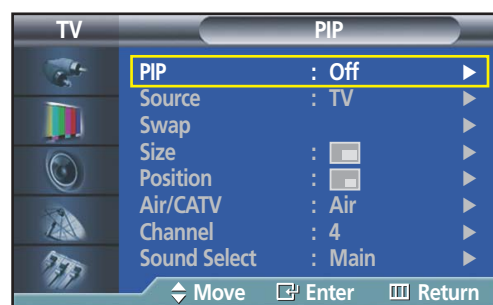 TV PIP
PIP : Off
Source : TV
Swap
Size :
Position :
Air/CATV : Air
Channel : 4
Sound Select : Main
Move Enter Return